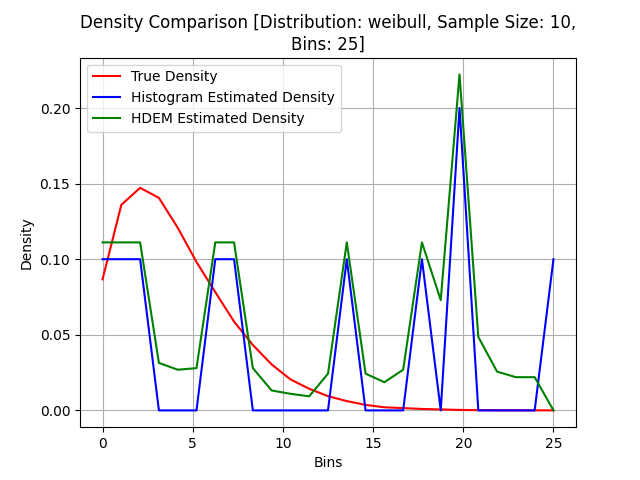 Density Comparison [Distribution: weibull, Sample Size: 10,
Bins: 25]
True Density
Histogram Estimated Density
HDEM Estimated Density
Density
0.20
0.15
0.10
0.05
0.00
0 5 10 15 20 25
Bins